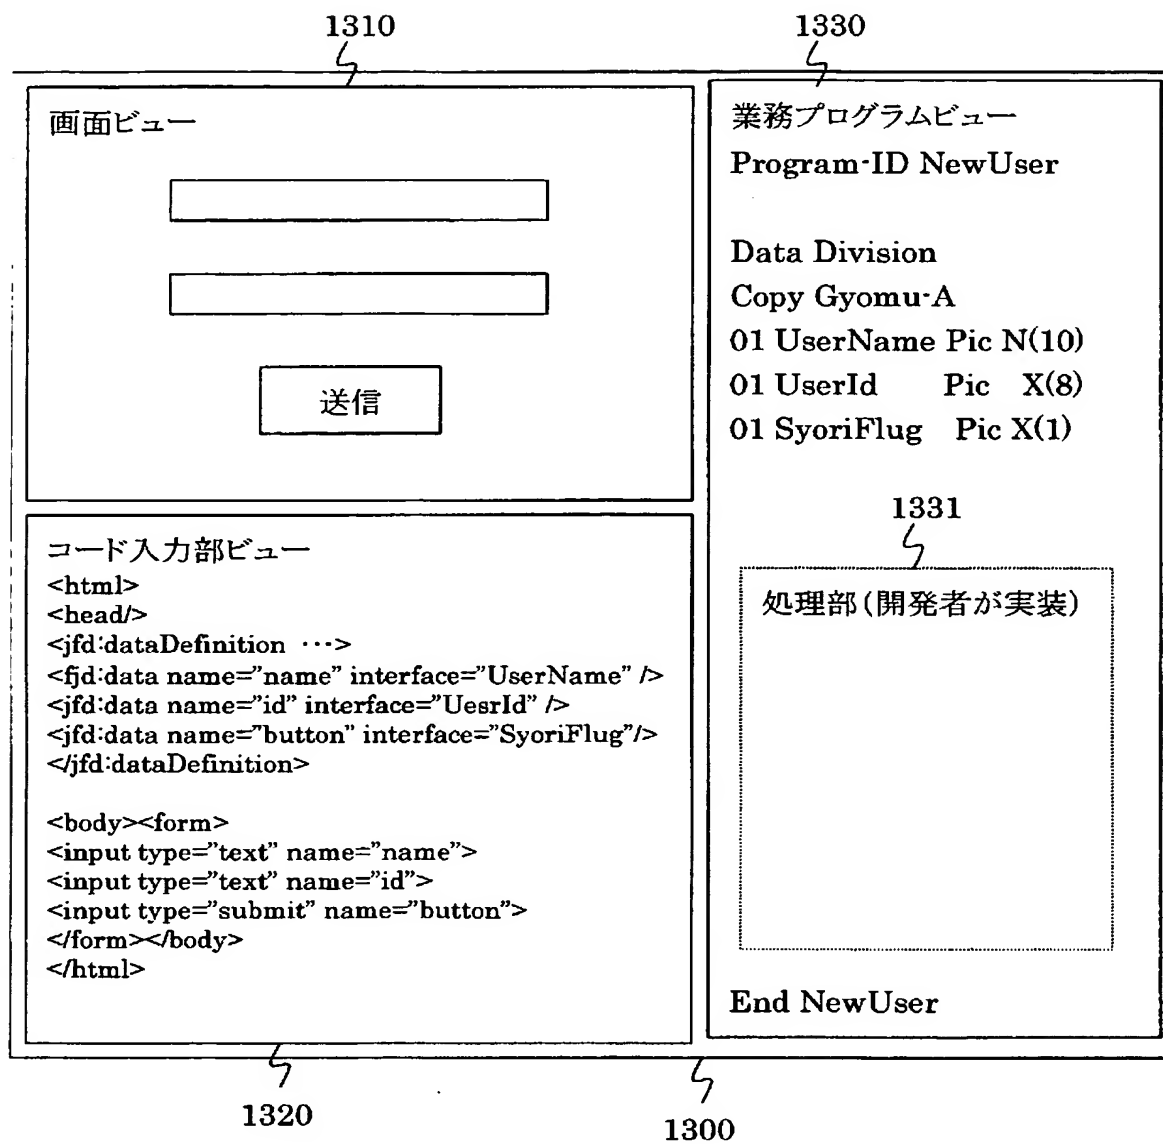 1310
1330
画面ビュー
送信
コード入力部ビュー
<html>
<head/>
<jfd:dataDefinition …>
<fjd:data name=”name” interface=”UserName” />
<jfd:data name=”id” interface=”UesrId” />
<jfd:data name=”button” interface=”SyoriFlug”/>
</jfd:dataDefinition>
<body><form>
<input type=”text” name=”name”>
<input type=”text” name=”id”>
<input type=”submit” name=”button”>
</form></body>
</html>
業務プログラムビュー
Program-ID NewUser
Data Division
Copy Gyomu-A
01 UserName Pic N(10)
01 UserId Pic X(8)
01 SyoriFlug Pic X(1)
1331
処理部(開発者が実装)
End NewUser
1320
1300